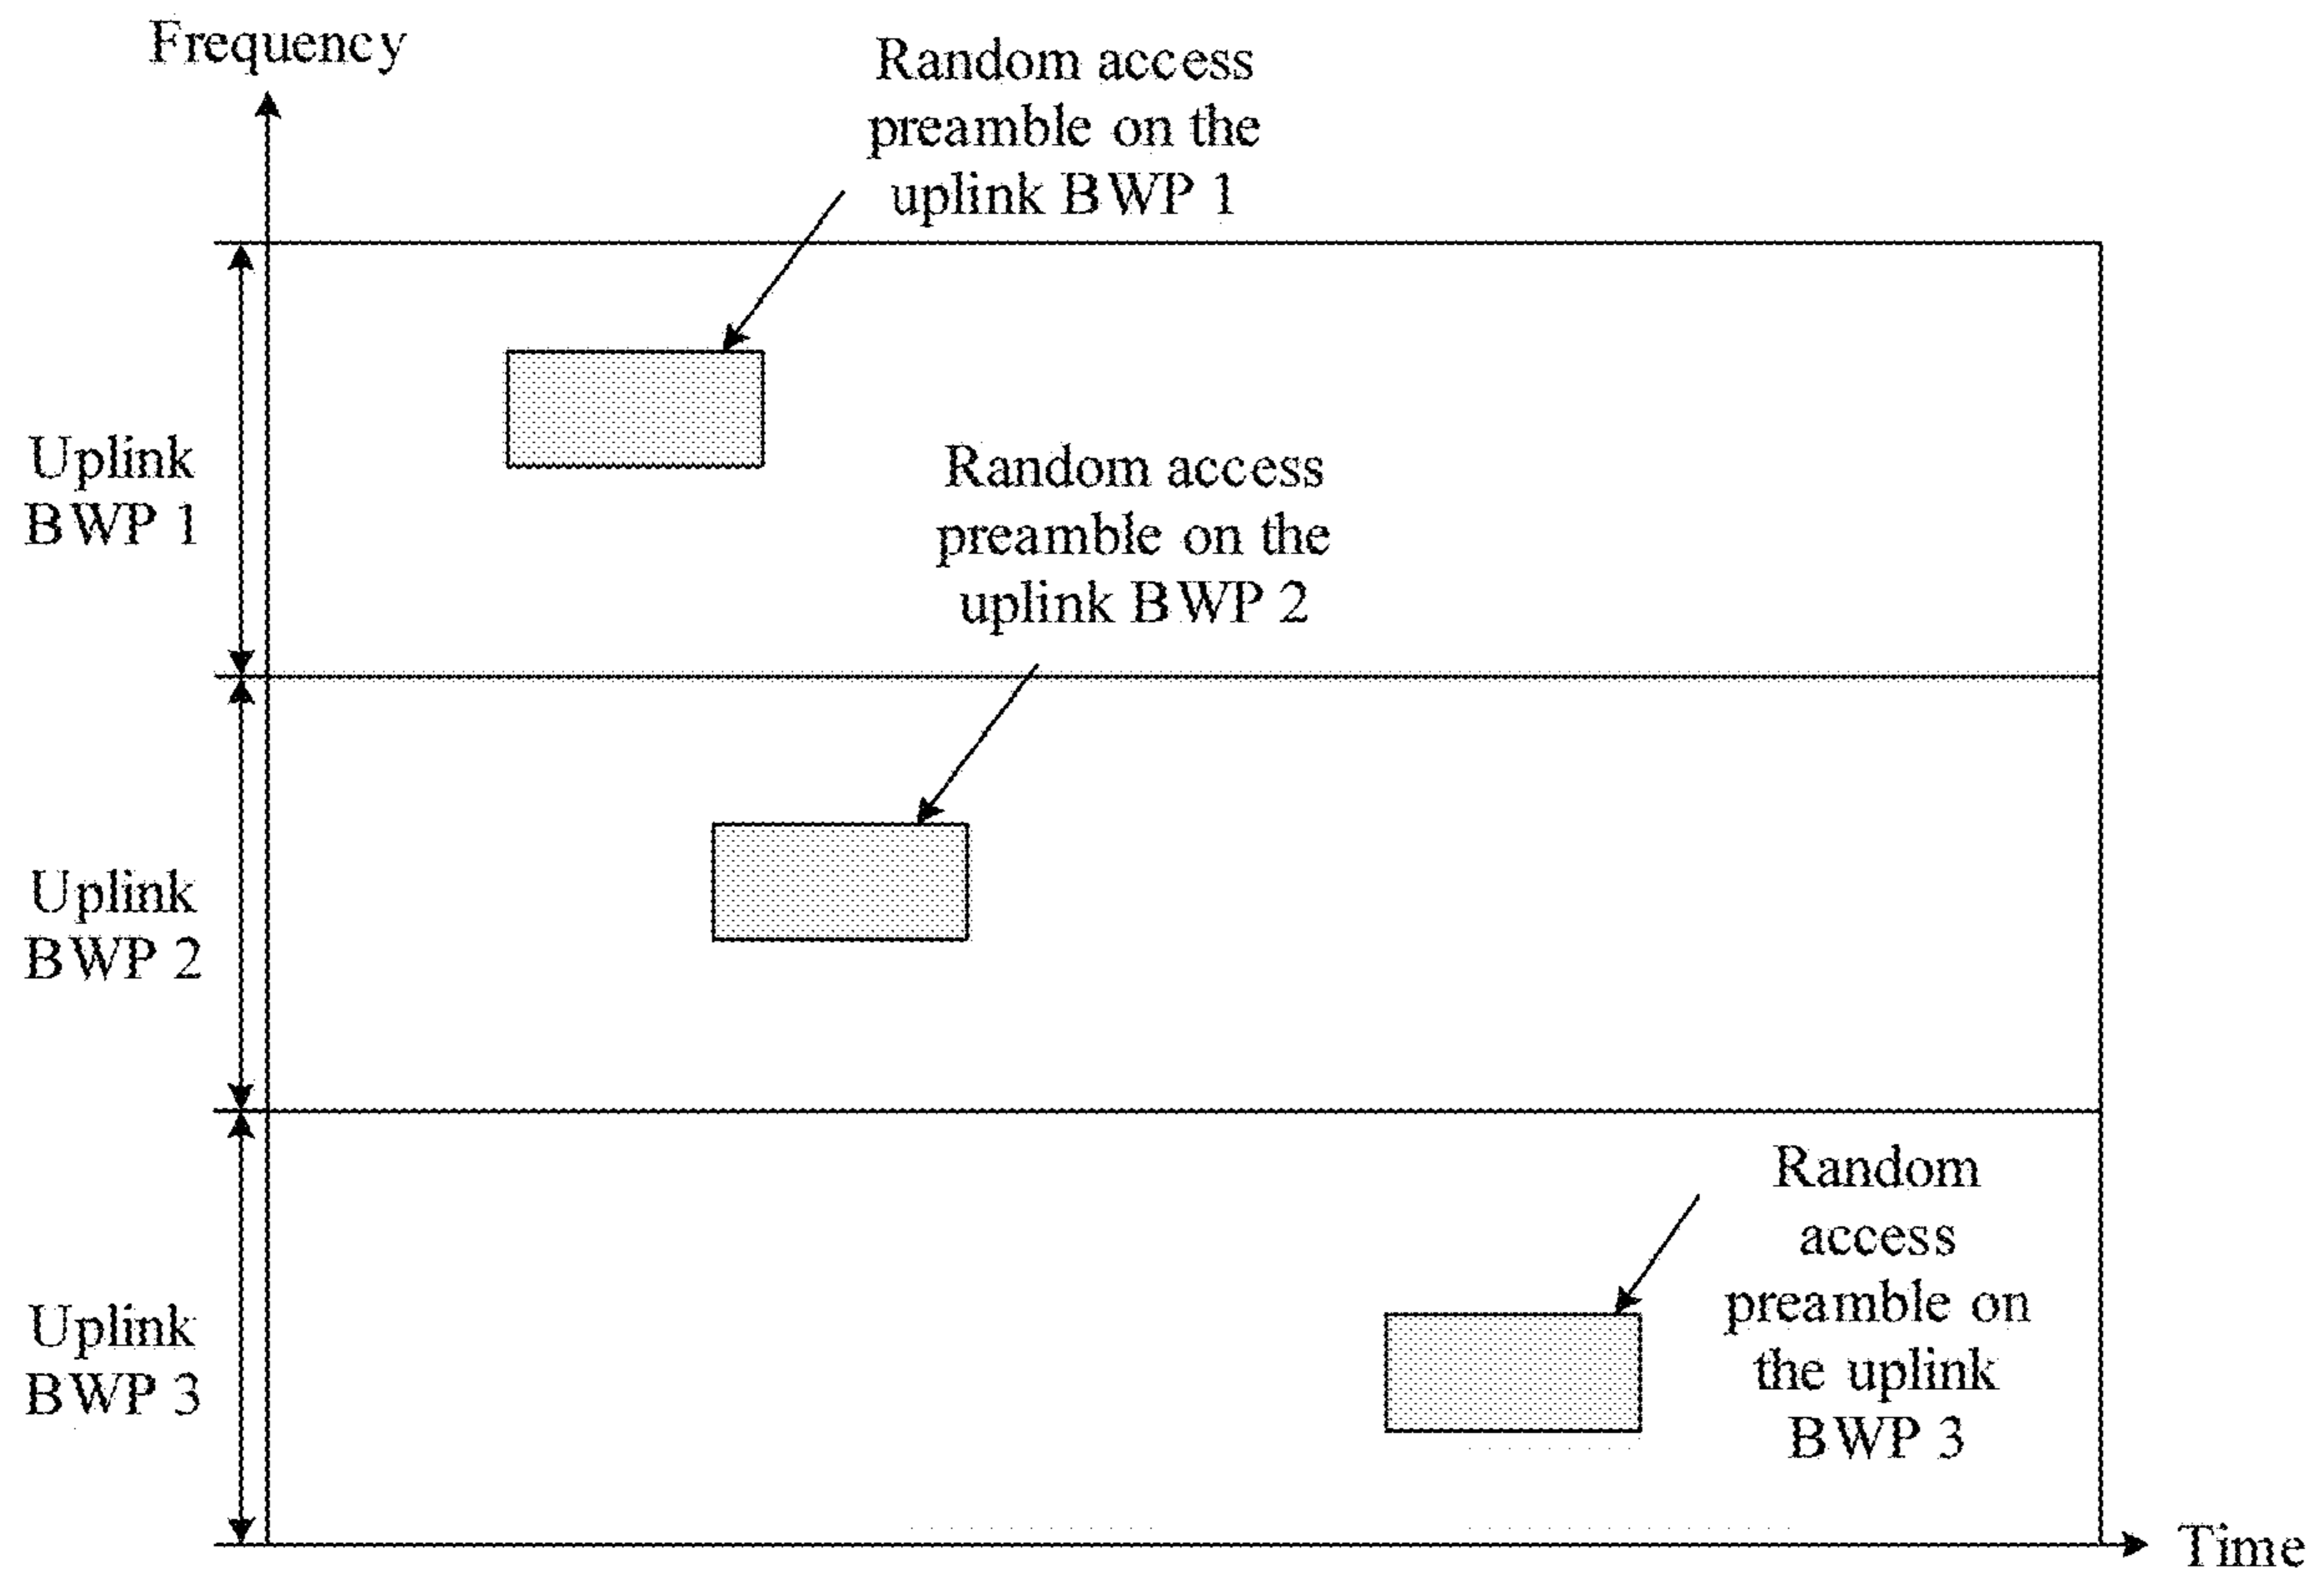 Frequency
Random access
preamble on the
uplink BWP 1
Uplink
BWP 1
Random access
preamble on the
uplink BWP 2
Uplink
BWP 2
Random
access
preamble on
the uplink
BWP 3
Uplink
BWP 3
Time